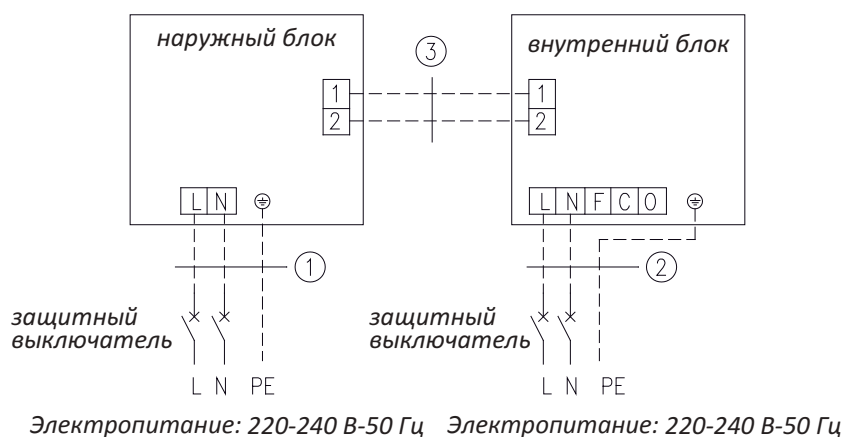 наружный блок
внутренний блок
3
1
2
1
2
L N
L N F C O
1
2
защитный
выключатель
защитный
выключатель
L N PE
L N PE
Электропитание: 220-240 В-50 Гц
Электропитание: 220-240 В-50 Гц